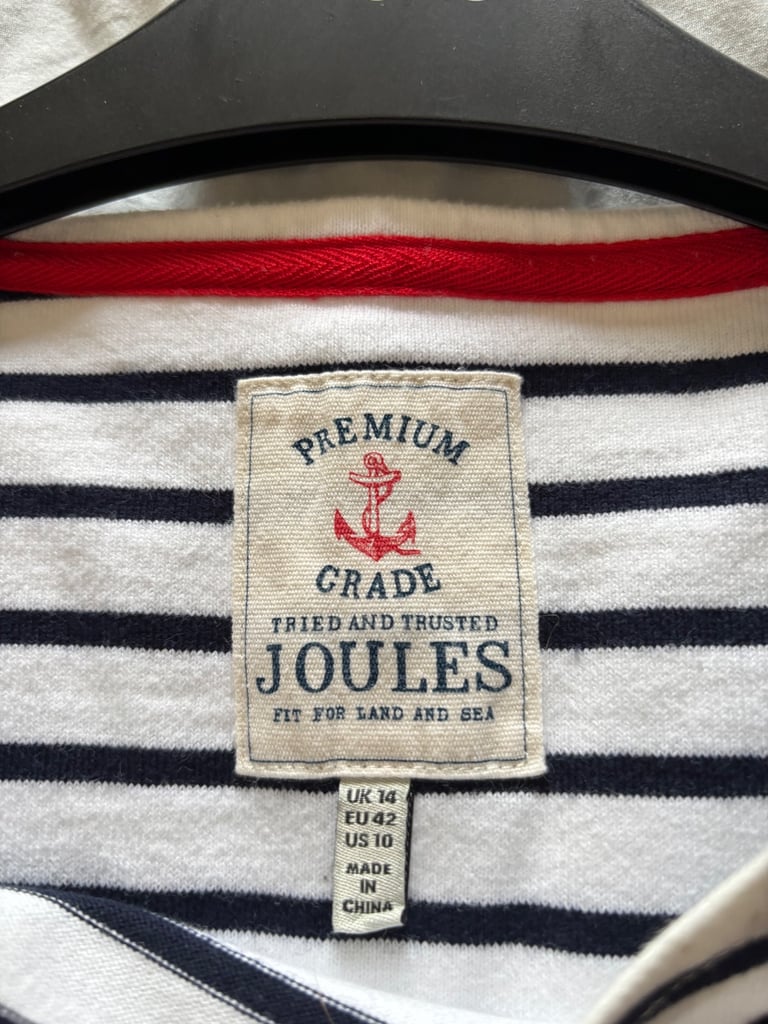 PREMIUM
GRADE
TRIED AND TRUSTED
JOULES
FIT FOR LAND AND SEA
UK 14
EU 42
US 10
MADE
IN
CHINA